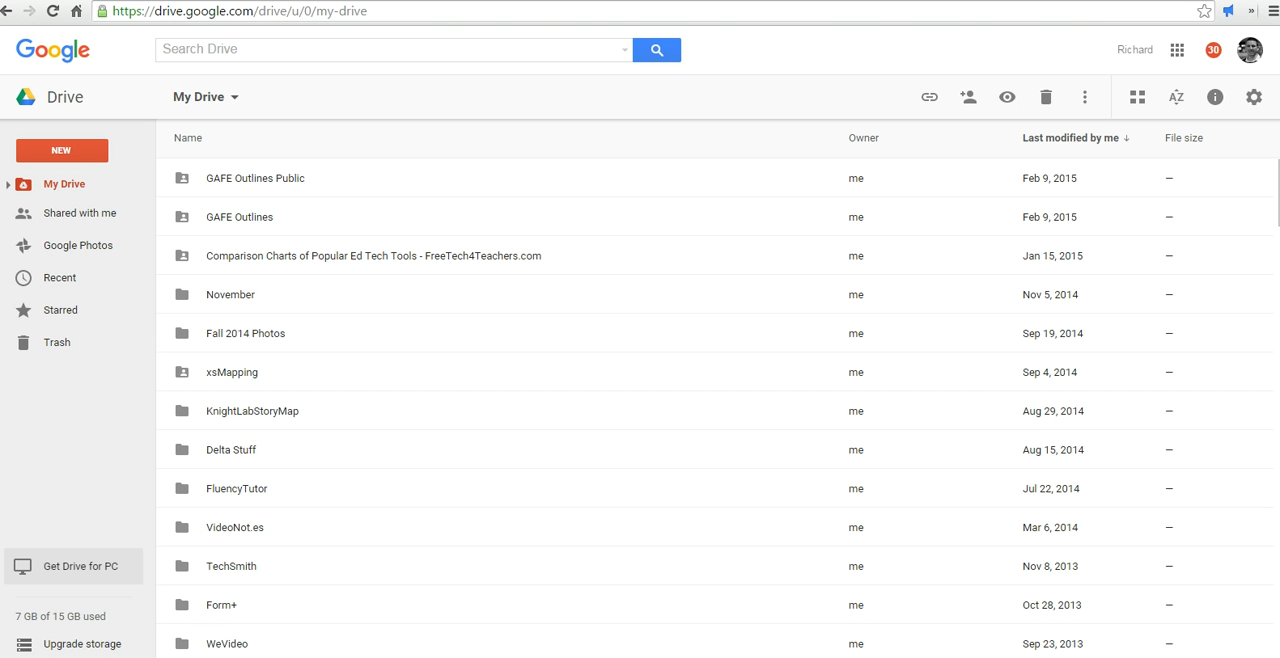 https://drive.google.com/drive/u/0/my-drive
Google
Search Drive
Richard
30
Drive
My Drive
AZ
NEW
My Drive
Shared with me
Google Photos
Recent
Starred
Trash
Get Drive for PC
7 GB of 15 GB used
Upgrade storage
Name Owner Last modified by me File size
GAFE Outlines Public me Feb 9, 2015 –
GAFE Outlines me Feb 9, 2015 –
Comparison Charts of Popular Ed Tech Tools - FreeTech4Teachers.com me Jan 15, 2015 –
November me Nov 5, 2014 –
Fall 2014 Photos me Sep 19, 2014 –
xsMapping me Sep 4, 2014 –
KnightLabStoryMap me Aug 29, 2014 –
Delta Stuff me Aug 15, 2014 –
FluencyTutor me Jul 22, 2014 –
VideoNot.es me Mar 6, 2014 –
TechSmith me Nov 8, 2013 –
Form+ me Oct 28, 2013 –
WeVideo me Sep 23, 2013 –